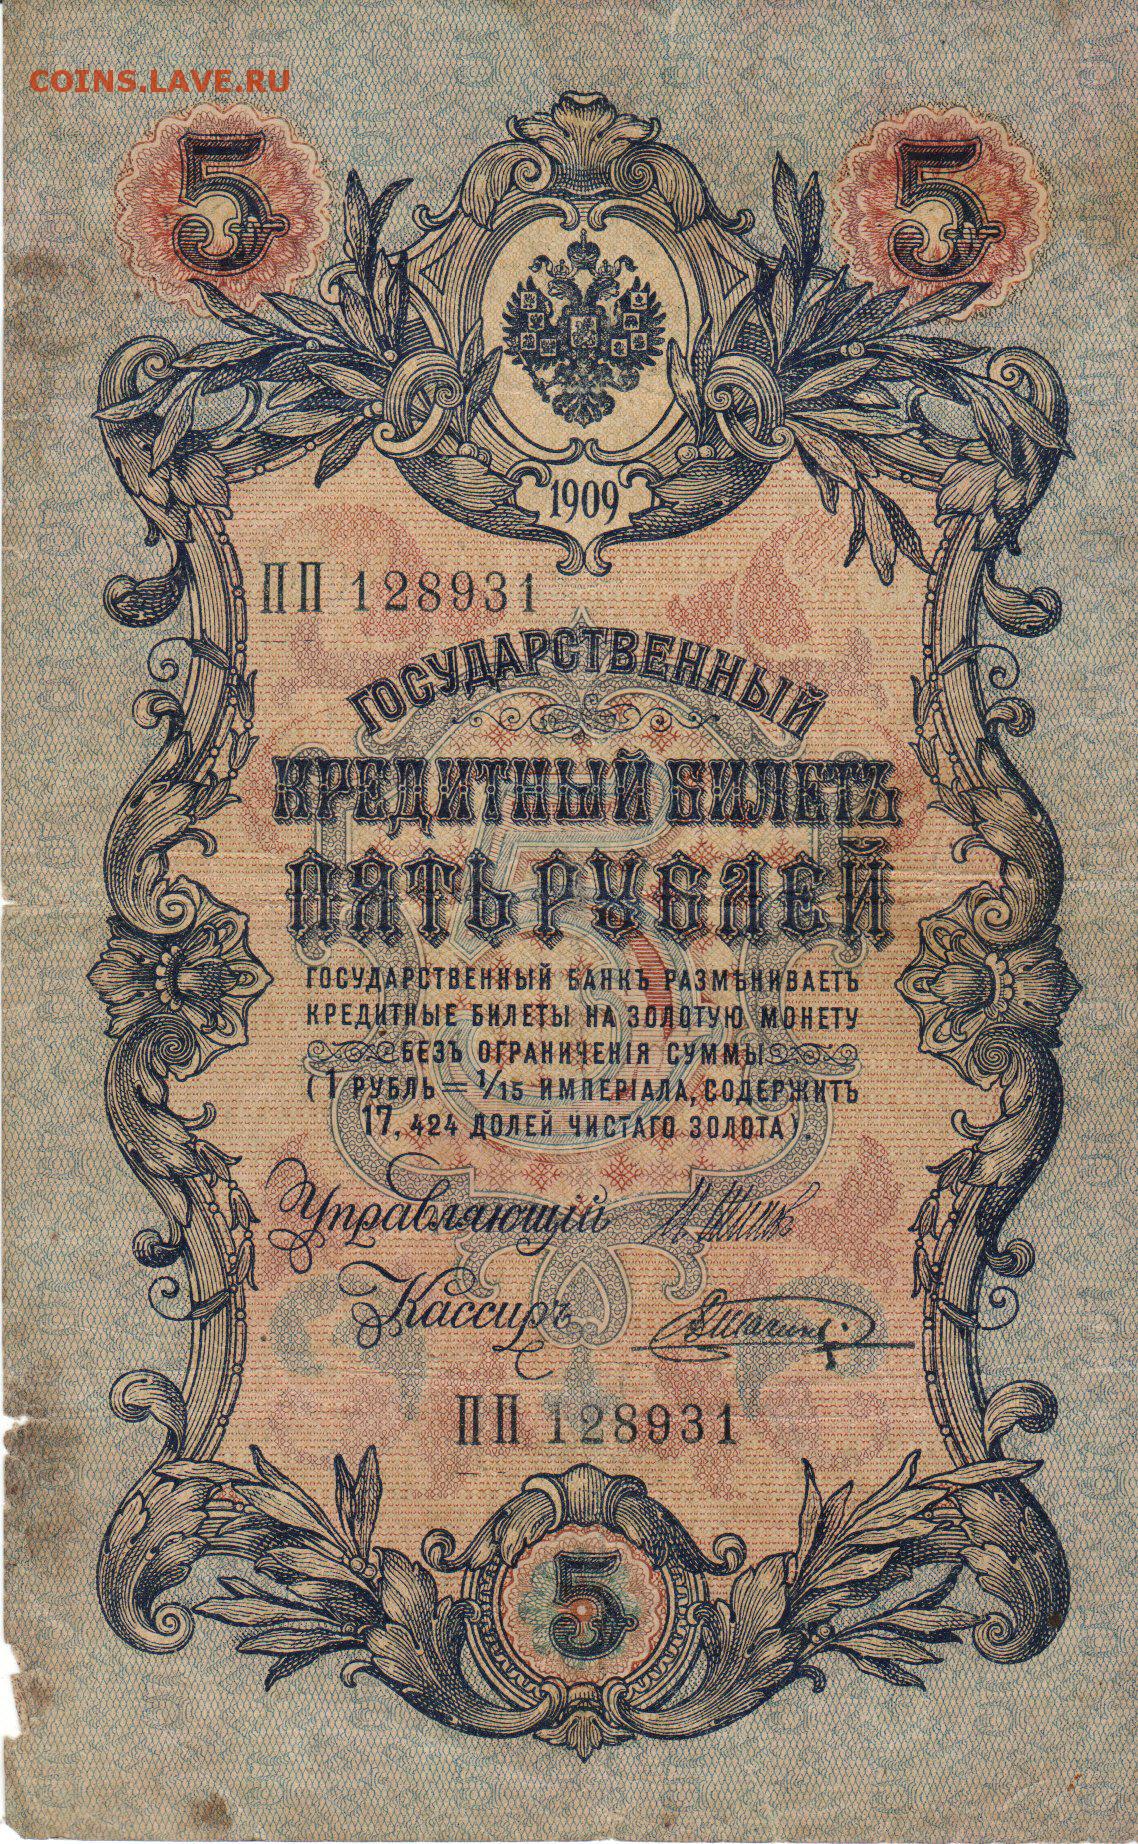 COINS.LAVE.RU
5 5
1909
ПП 128931
ГОСУДАРСТВЕННЫЙ
КРЕДИТНЫЙ БИЛЕТЪ
ПЯТЬ РУБЛЕЙ
ГОСУДАРСТВЕННЫЙ БАНКЪ РАЗМѢНИВАЕТЪ
КРЕДИТНЫЕ БИЛЕТЫ НА ЗОЛОТУЮ МОНЕТУ
БЕЗЪ ОГРАНИЧЕНІЯ СУММЫ
(1 РУБЛЬ — 1/15 ИМПЕРІАЛА, СОДЕРЖИТЪ
17,424 ДОЛЕЙ ЧИСТАГО ЗОЛОТА).
Управляющій
Кассиръ
ПП 128931
5